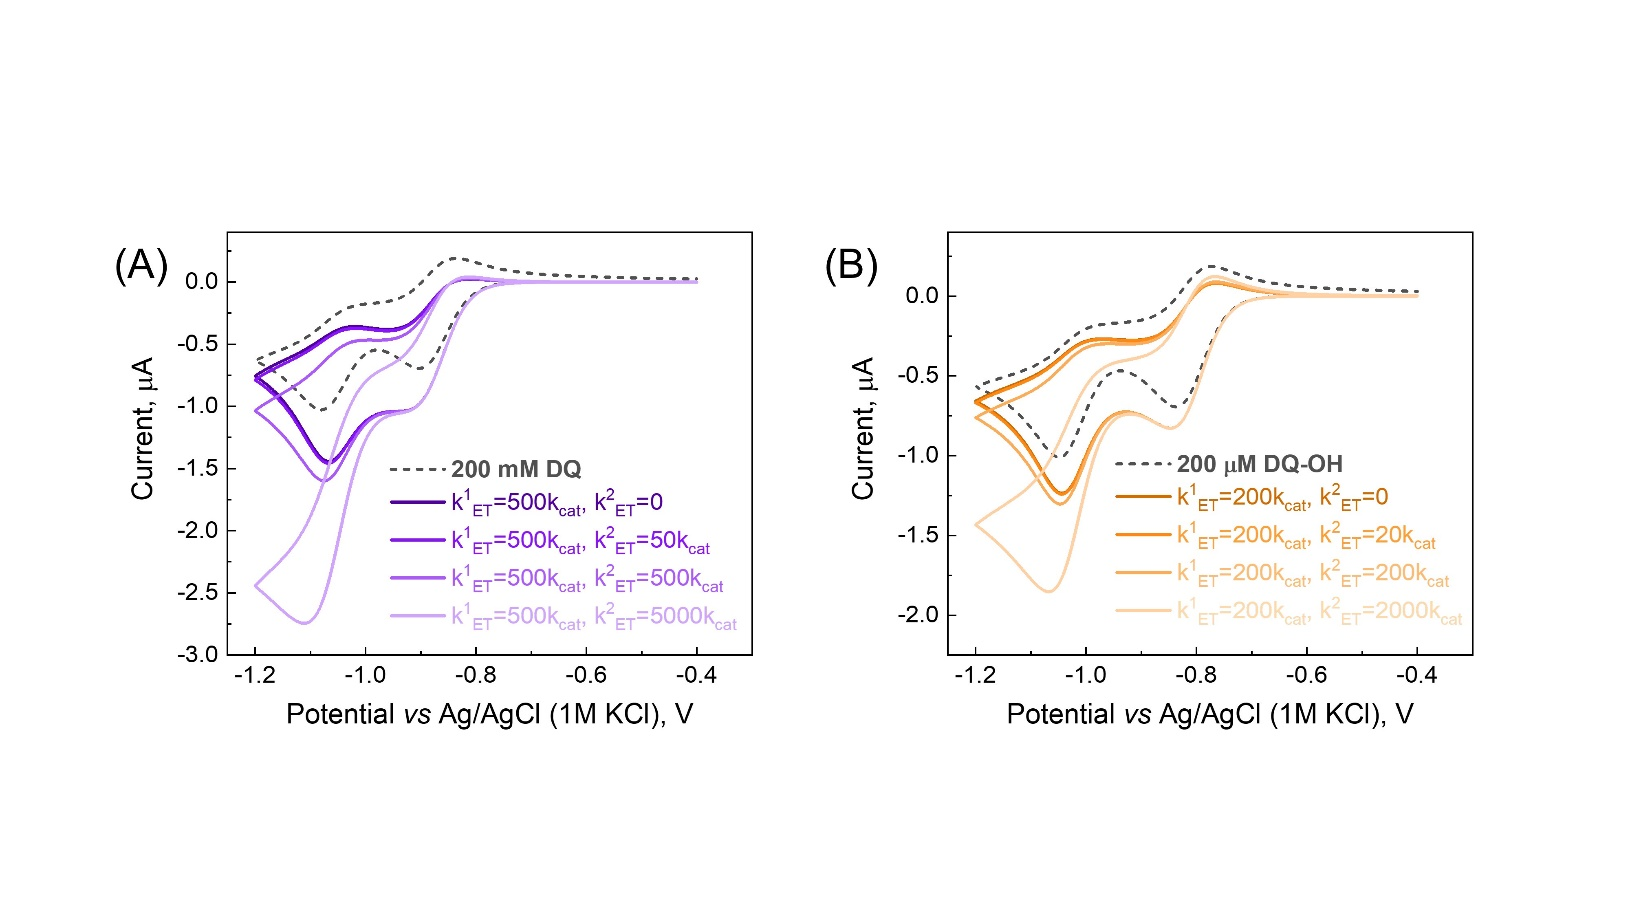 (A)
0.0
-0.5
-1.0
-1.5
-2.0
-2.5
-3.0
Current, μA
200 mM DQ
k¹ET=500kcat, k²ET=0
k¹ET=500kcat, k²ET=50kcat
k¹ET=500kcat, k²ET=500kcat
k¹ET=500kcat, k²ET=5000kcat
-1.2 -1.0 -0.8 -0.6 -0.4
Potential vs Ag/AgCl (1M KCl), V
(B)
0.0
-0.5
-1.0
-1.5
-2.0
Current, μA
200 μM DQ-OH
k¹ET=200kcat, k²ET=0
k¹ET=200kcat, k²ET=20kcat
k¹ET=200kcat, k²ET=200kcat
k¹ET=200kcat, k²ET=2000kcat
-1.2 -1.0 -0.8 -0.6 -0.4
Potential vs Ag/AgCl (1M KCl), V